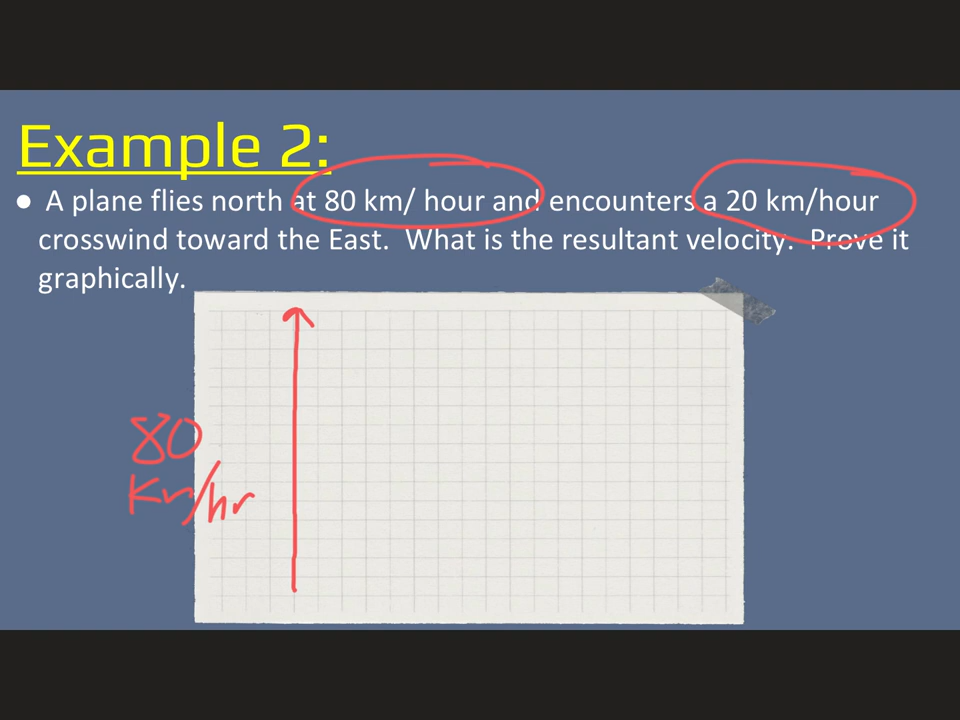 Example 2:
● A plane flies north at 80 km/ hour and encounters a 20 km/hour
crosswind toward the East.  What is the resultant velocity.  Prove it
graphically.
80
Km/hr